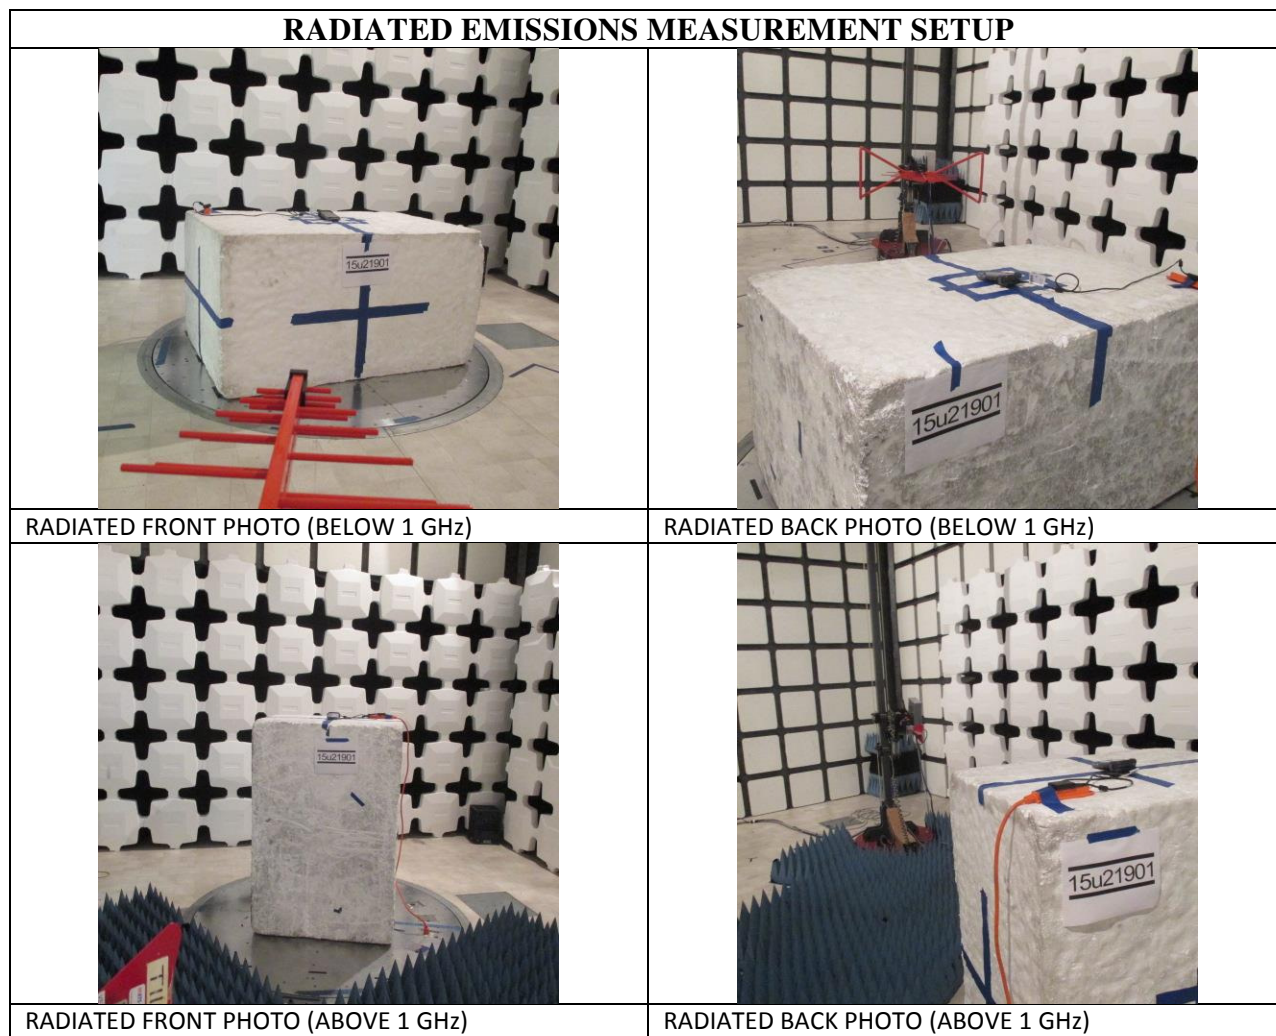 RADIATED EMISSIONS MEASUREMENT SETUP
15u21901
15u21901
RADIATED FRONT PHOTO (BELOW 1 GHz)
RADIATED BACK PHOTO (BELOW 1 GHz)
15u21901
15u21901
RADIATED FRONT PHOTO (ABOVE 1 GHz)
RADIATED BACK PHOTO (ABOVE 1 GHz)